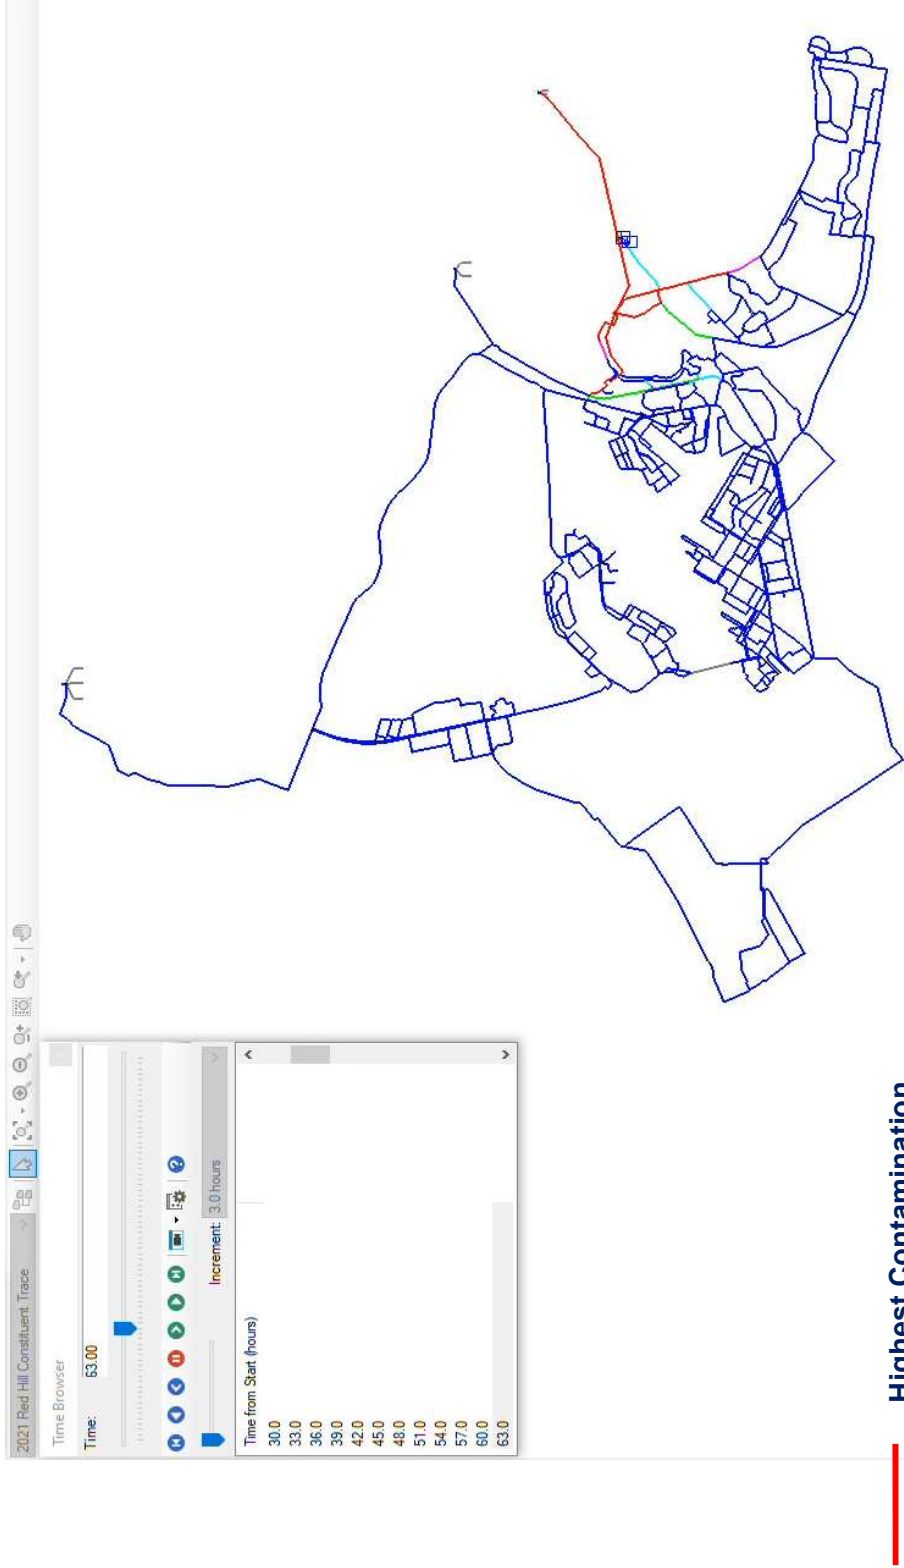 2021 Red Hill Constituent Trace
Time Browser
Time: 63.00
Increment: 3.0 hours
Time from Start (hours)
30.0
33.0
36.0
39.0
42.0
45.0
48.0
51.0
54.0
57.0
60.0
63.0
Highest Contamination